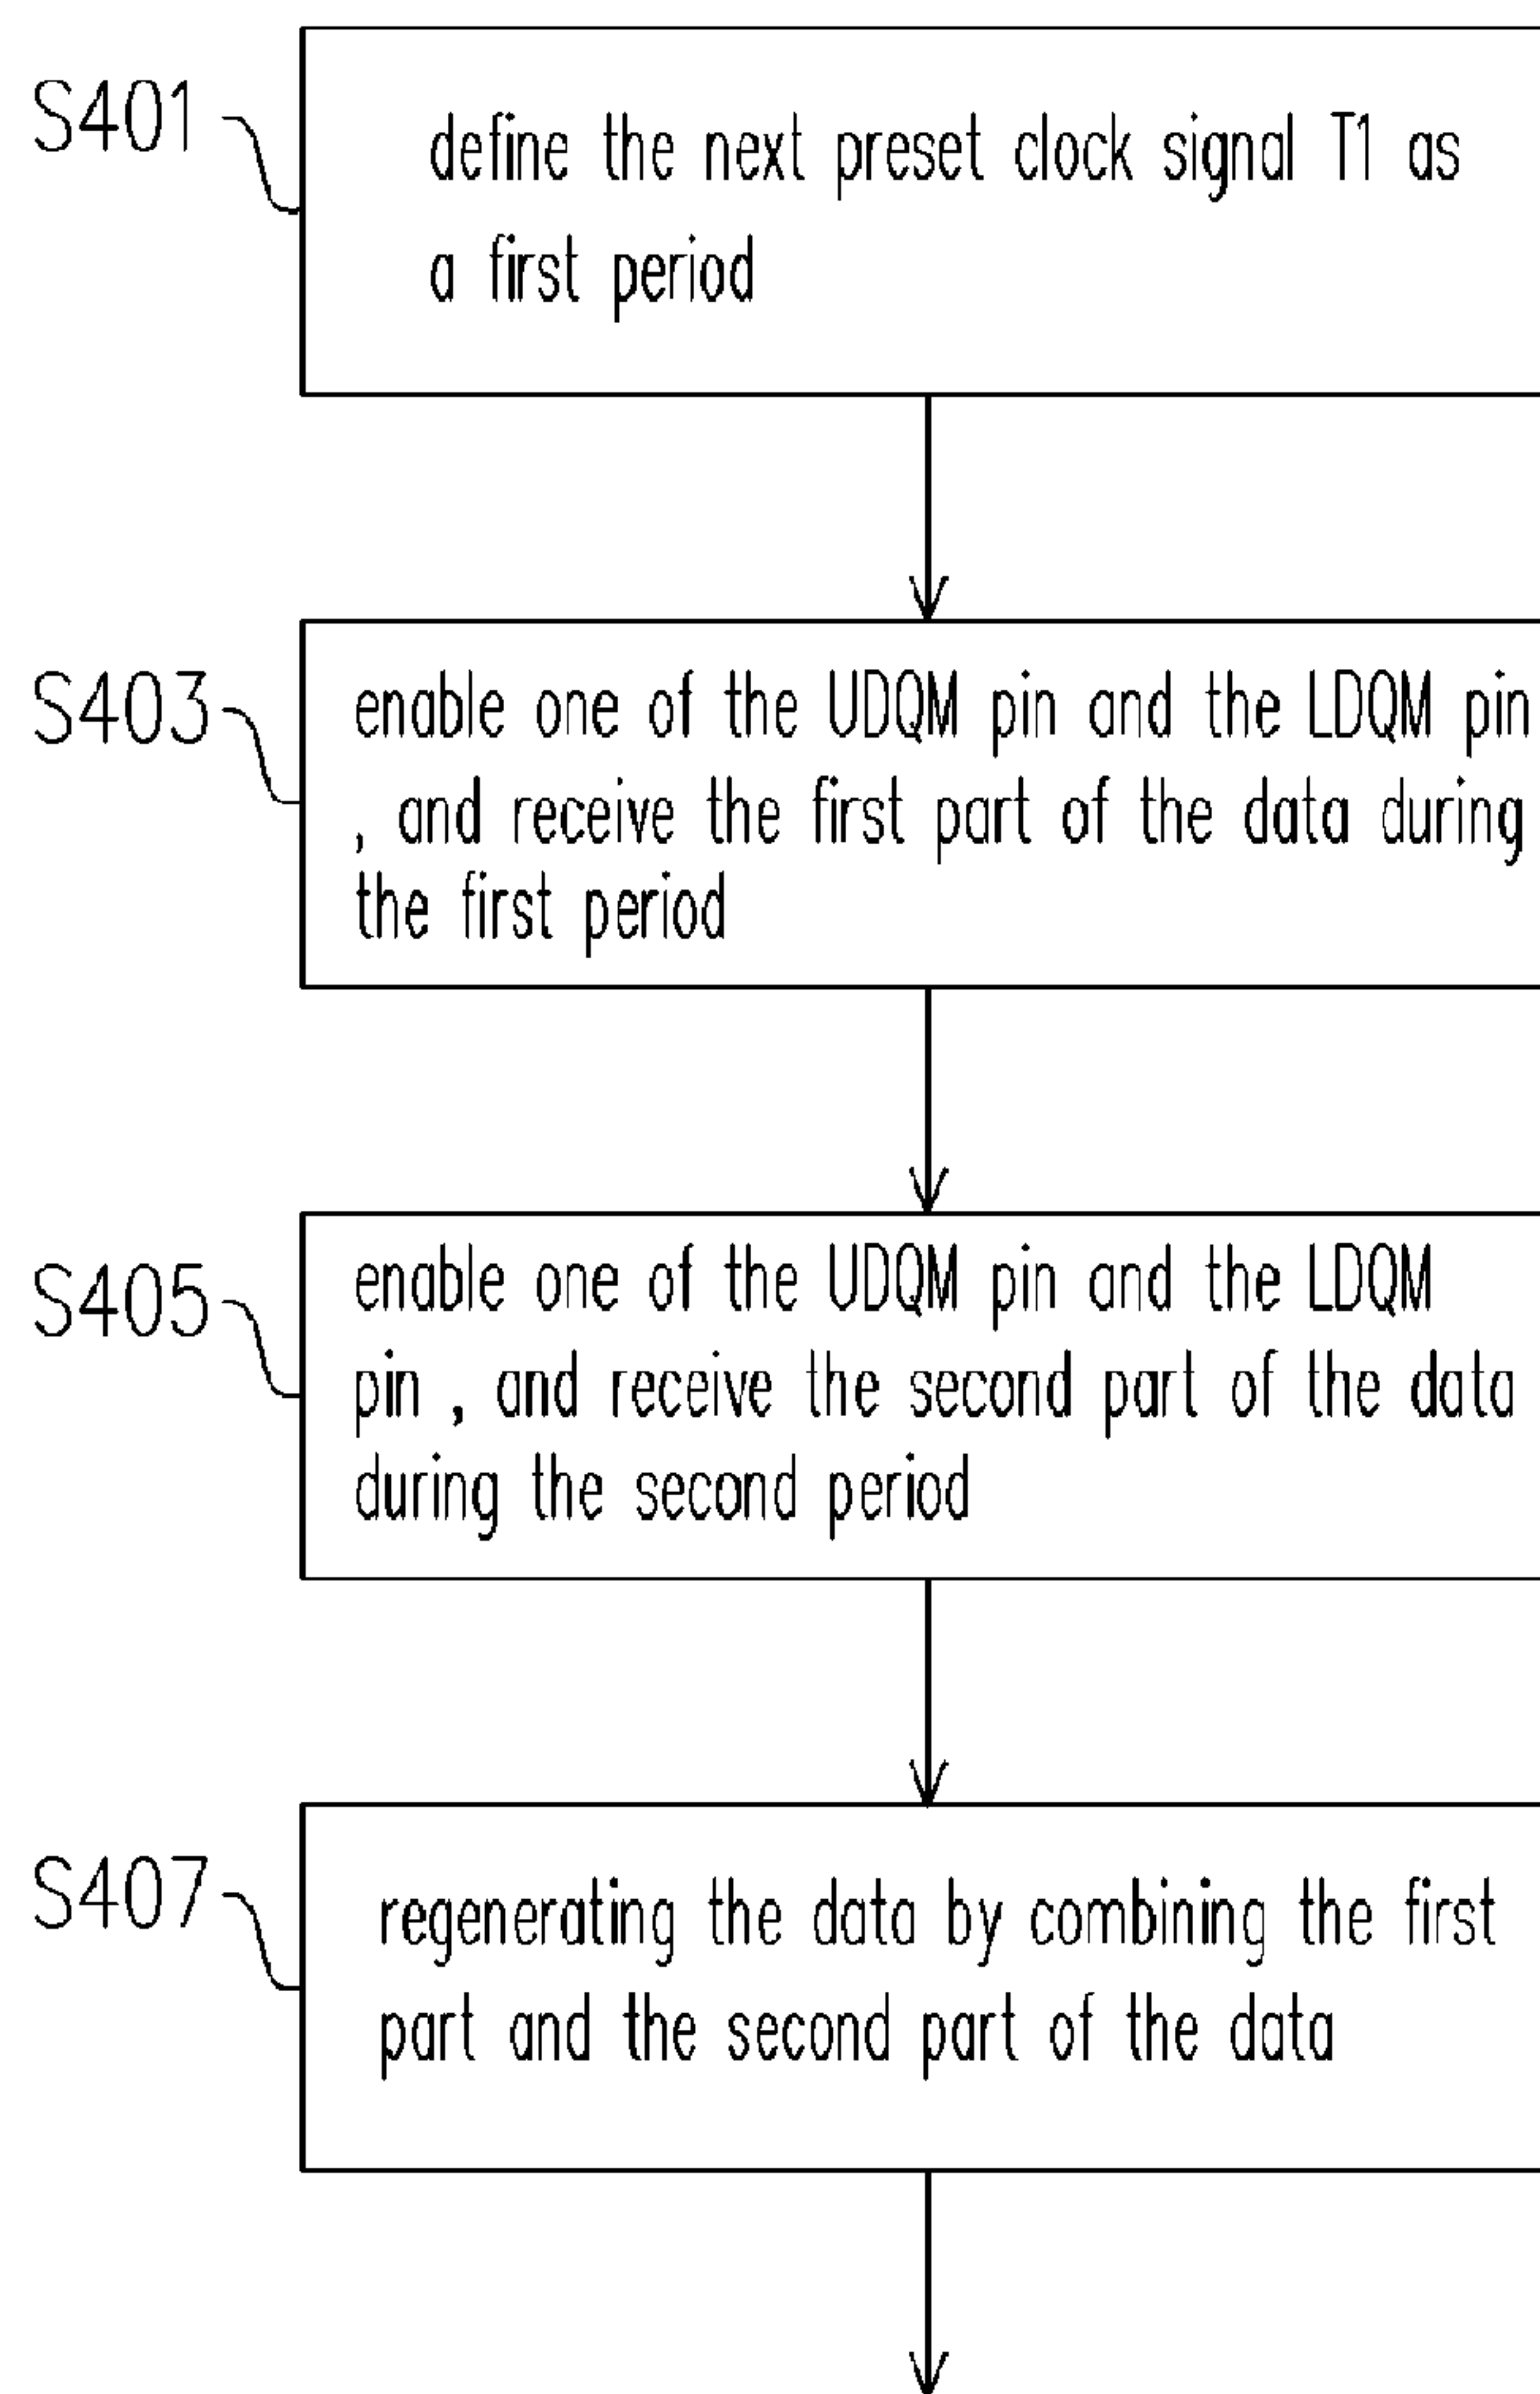 S401
define the next preset clock signal T1 as
a first period
S403
enable one of the UDQM pin and the LDQM pin
, and receive the first part of the data during
the first period
S405
enable one of the UDQM pin and the LDQM
pin , and receive the second part of the data
during the second period
S407
regenerating the data by combining the first
part and the second part of the data